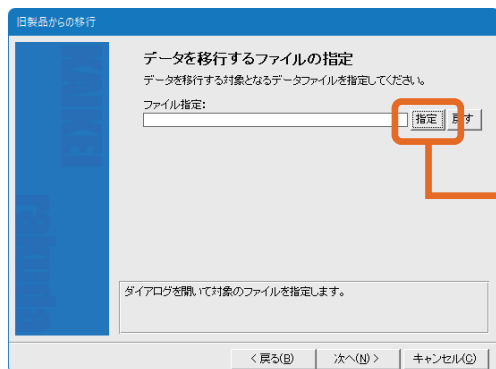 旧製品からの移行
KAIKEI
rakuda
データを移行するファイルの指定
データを移行する対象となるデータファイルを指定してください。
ファイル指定:
指定 戻す
ダイアログを開いて対象のファイルを指定します。
< 戻る(B) 次へ(N) > キャンセル(C)